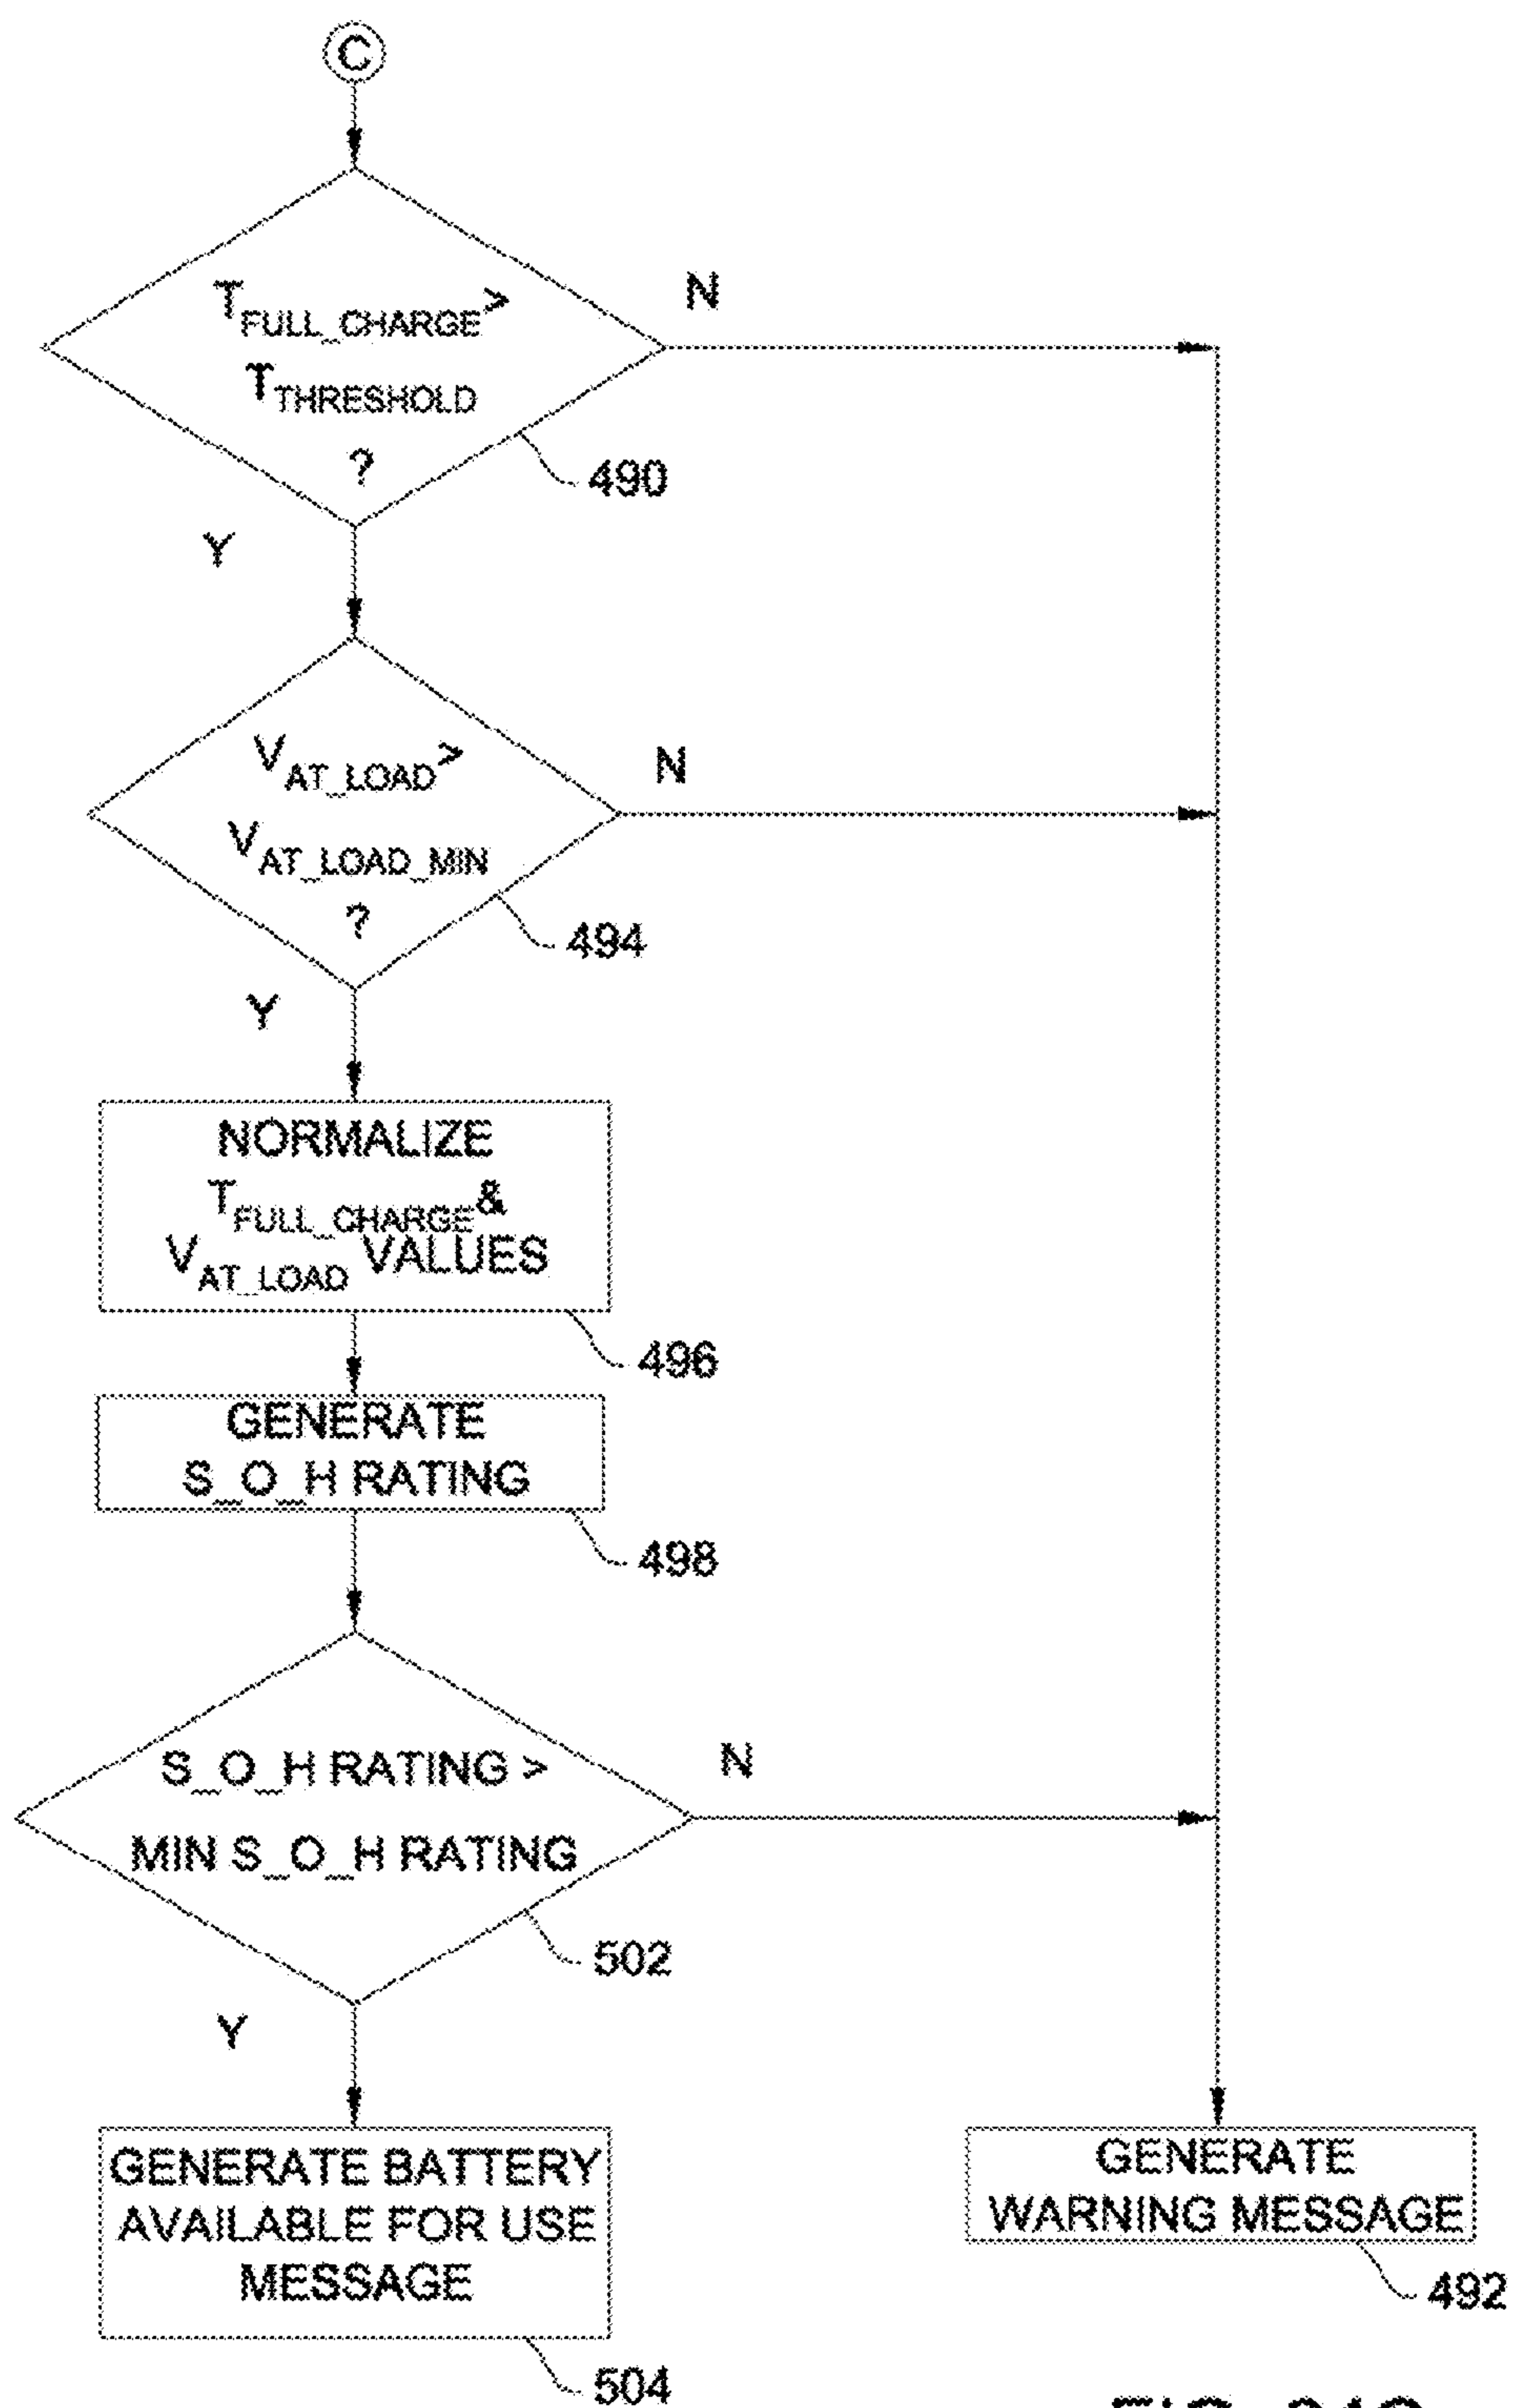 C
T_FULL_CHARGE >
T_THRESHOLD
?
N
490
Y
V_AT_LOAD >
V_AT_LOAD_MIN
?
N
494
Y
NORMALIZE
T_FULL_CHARGE &
V_AT_LOAD VALUES
496
GENERATE
S_O_H RATING
498
S_O_H RATING >
MIN S_O_H RATING
N
502
Y
GENERATE BATTERY
AVAILABLE FOR USE
MESSAGE
504
GENERATE
WARNING MESSAGE
492